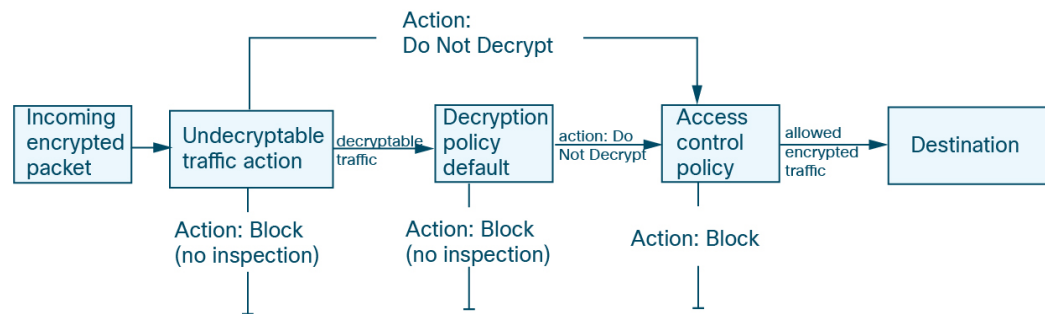 Action:
Do Not Decrypt
Incoming
encrypted
packet
Undecryptable
traffic action
decryptable
traffic
Decryption
policy
default
action: Do
Not Decrypt
Access
control
policy
allowed
encrypted
traffic
Destination
Action: Block
(no inspection)
Action: Block
(no inspection)
Action: Block